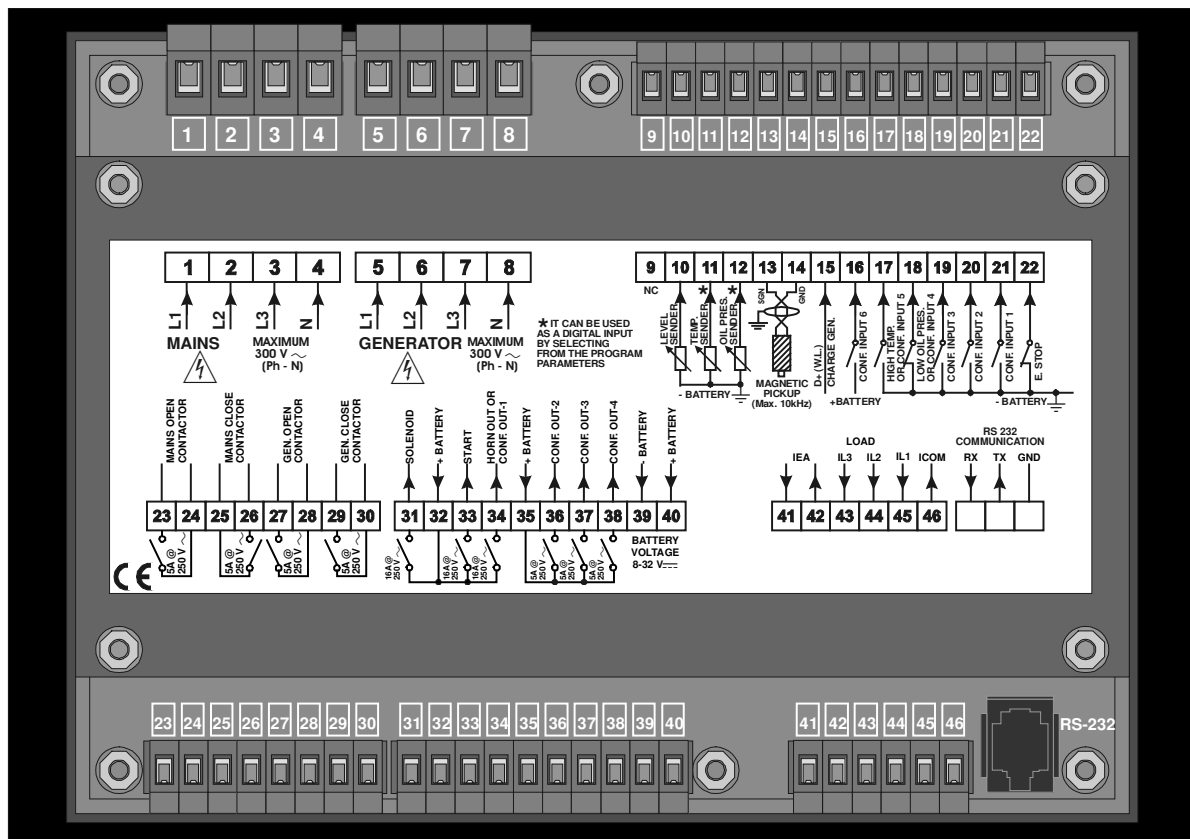 1 2 3 4 5 6 7 8 9 10 11 12 13 14 15 16 17 18 19 20 21 22
1 2 3 4
L1 L2 L3 N
MAINS
MAXIMUM
300 V ~
(Ph - N)
5 6 7 8
L1 L2 L3 N
GENERATOR
MAXIMUM
300 V ~
(Ph - N)
* IT CAN BE USED
AS A DIGITAL INPUT
BY SELECTING
FROM THE PROGRAM
PARAMETERS
9 10 11 12 13 14 15 16 17 18 19 20 21 22
NC
LEVEL
SENDER
*
TEMP.
SENDER
*
OIL PRES.
SENDER
- BATTERY
SGN
GND
MAGNETIC
PICKUP
(Max. 10kHz)
D+ (W.L.)
CHARGE GEN.
CONF. INPUT 6
+BATTERY
HIGH TEMP.
OR CONF. INPUT 5
LOW OIL PRES.
OR CONF. INPUT 4
CONF. INPUT 3
CONF. INPUT 2
CONF. INPUT 1
E. STOP
- BATTERY
MAINS OPEN
CONTACTOR
MAINS CLOSE
CONTACTOR
GEN. OPEN
CONTACTOR
GEN. CLOSE
CONTACTOR
23 24 25 26 27 28 29 30
5A @
250 V ~
5A @
250 V ~
5A @
250 V ~
5A @
250 V ~
CE
SOLENOID
+ BATTERY
START
HORN OUT OR
CONF. OUT-1
+ BATTERY
CONF. OUT-2
CONF. OUT-3
CONF. OUT-4
- BATTERY
+ BATTERY
31 32 33 34 35 36 37 38 39 40
16A @
250 V ~
16A @
250 V ~
16A @
250 V ~
5A @
250 V ~
5A @
250 V ~
5A @
250 V ~
BATTERY
VOLTAGE
8-32 V
LOAD
IEA IL3 IL2 IL1 ICOM
41 42 43 44 45 46
RS 232
COMMUNICATION
RX TX GND
23 24 25 26 27 28 29 30 31 32 33 34 35 36 37 38 39 40 41 42 43 44 45 46
RS-232